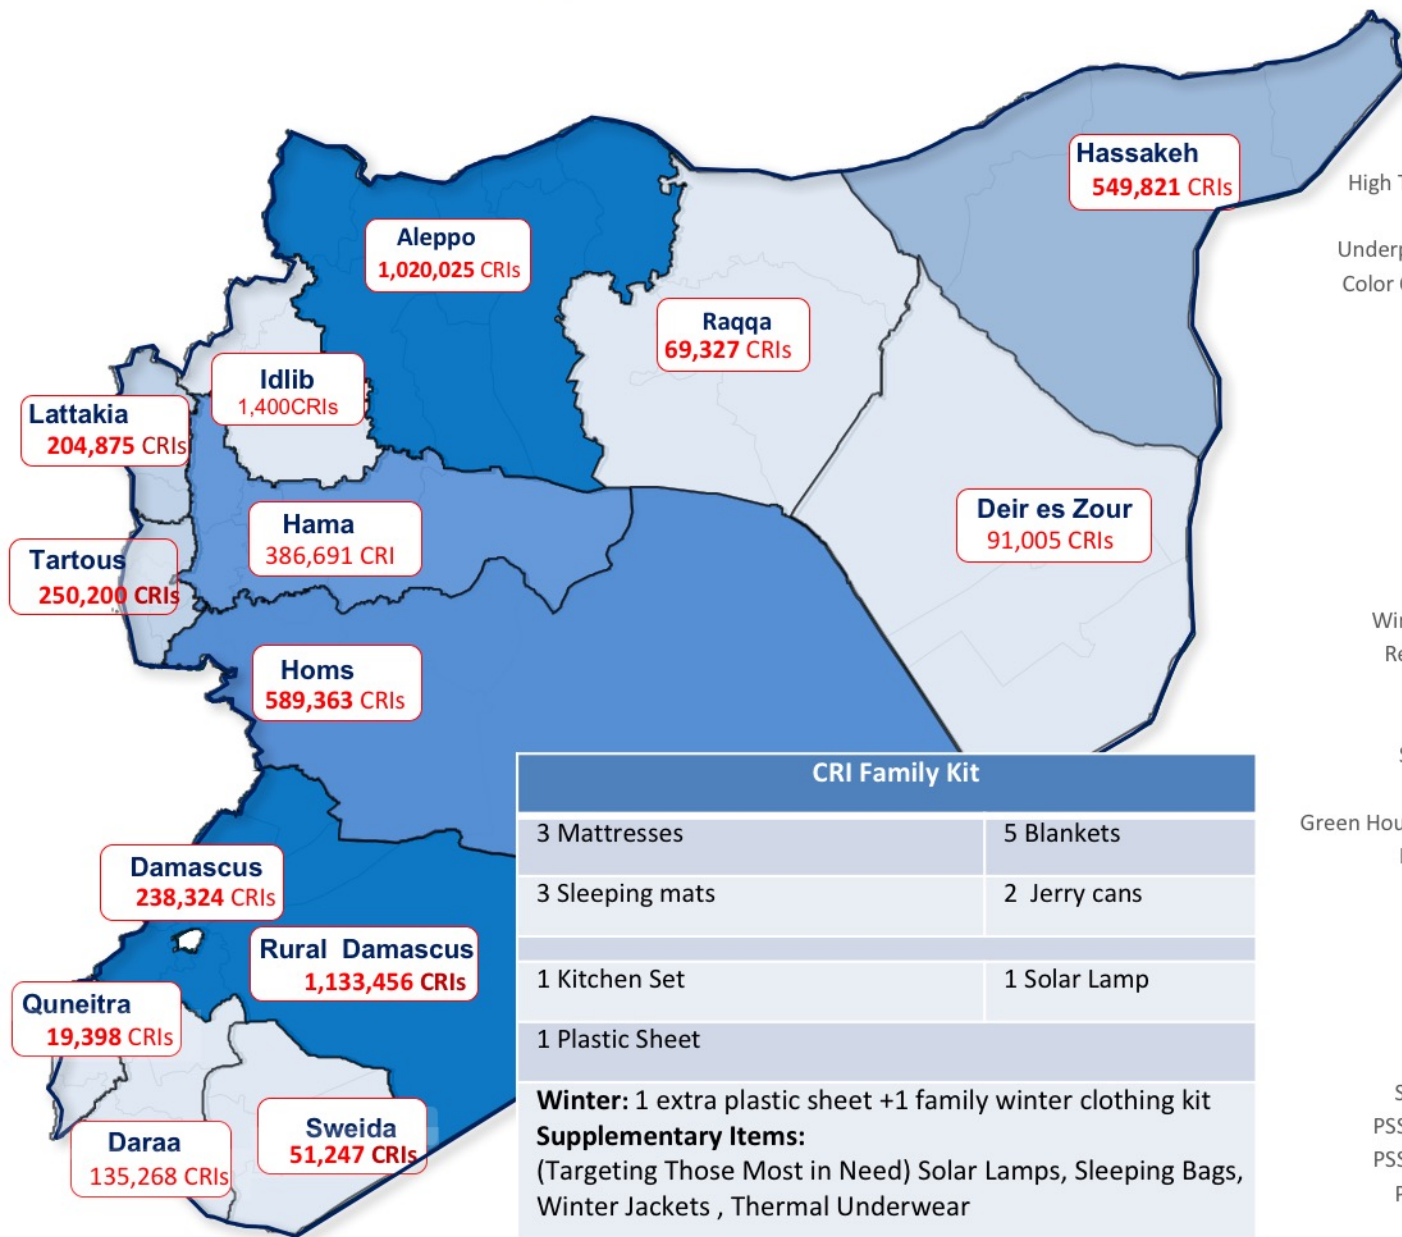 Hassakeh
549,821 CRIs
Aleppo
1,020,025 CRIs
Raqqa
69,327 CRIs
Idlib
1,400CRIs
Lattakia
204,875 CRIs
Hama
386,691 CRI
Deir es Zour
91,005 CRIs
Tartous
250,200 CRIs
Homs
589,363 CRIs
Damascus
238,324 CRIs
Rural Damascus
1,133,456 CRIs
Quneitra
19,398 CRIs
Daraa
135,268 CRIs
Sweida
51,247 CRIs
CRI Family Kit
3 Mattresses 5 Blankets
3 Sleeping mats 2 Jerry cans
1 Kitchen Set 1 Solar Lamp
1 Plastic Sheet
Winter: 1 extra plastic sheet +1 family winter clothing kit
Supplementary Items:
(Targeting Those Most in Need) Solar Lamps, Sleeping Bags,
Winter Jackets , Thermal Underwear
High
Color
Green
PSS
PSS